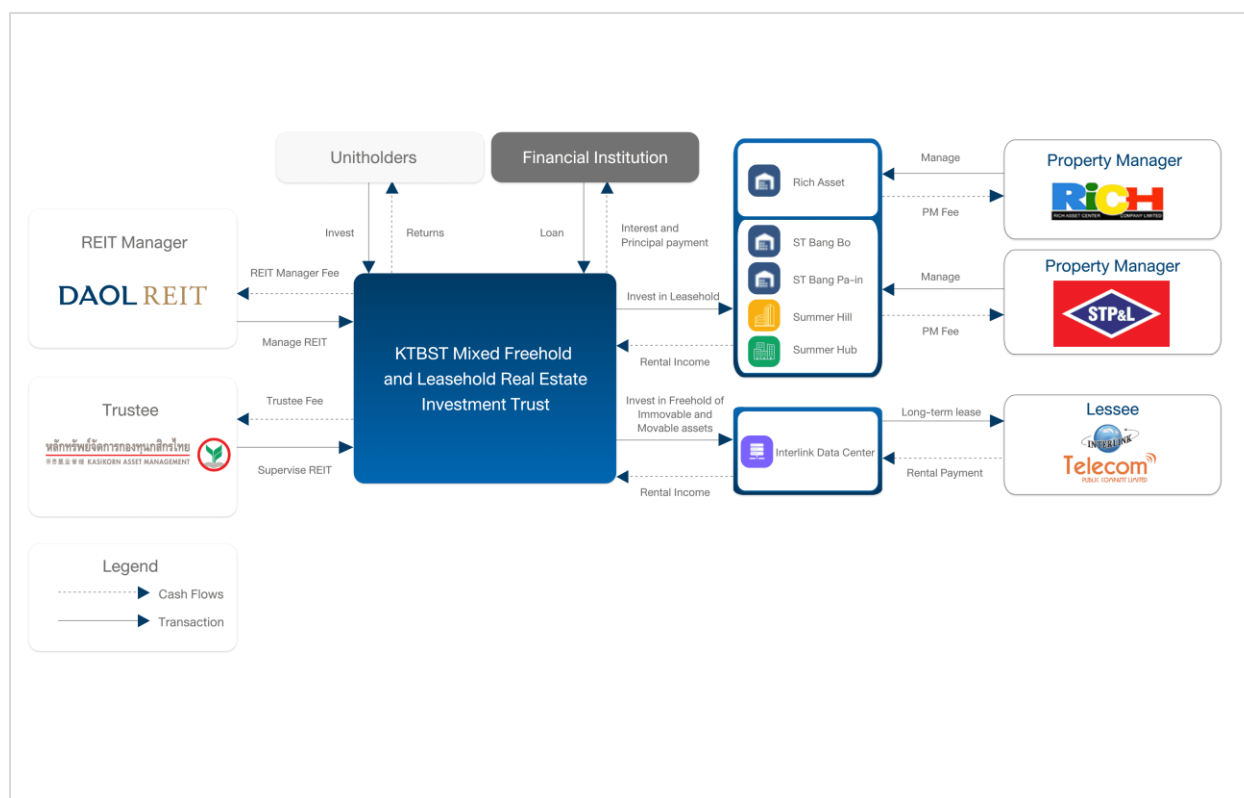 Unitholders
Financial Institution
Invest
Returns
Loan
Interest and
Principal payment
REIT Manager
DAOL REIT
REIT Manager Fee
Manage REIT
Trustee
หลักทรัพย์จัดการกองทุนกสิกรไทย
KASIKORN ASSET MANAGEMENT
Trustee Fee
Supervise REIT
KTBST Mixed Freehold
and Leasehold Real Estate
Investment Trust
Invest in Leasehold
Rental Income
Invest in Freehold of
Immovable and
Movable assets
Rental Income
Rich Asset
ST Bang Bo
ST Bang Pa-in
Summer Hill
Summer Hub
Interlink Data Center
Manage
PM Fee
Manage
PM Fee
Long-term lease
Rental Payment
Property Manager
RiCH
RICH ASSET CENTER COMPANY LIMITED
Property Manager
STP&L
Lessee
INTERLINK
Telecom
PUBLIC COMPANY LIMITED
Legend
Cash Flows
Transaction